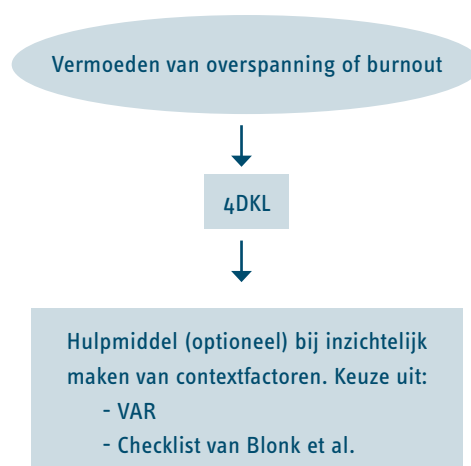 Vermoeden van overspanning of burnout
4DKL
Hulpmiddel (optioneel) bij inzichtelijk
maken van contextfactoren. Keuze uit:
- VAR
- Checklist van Blonk et al.